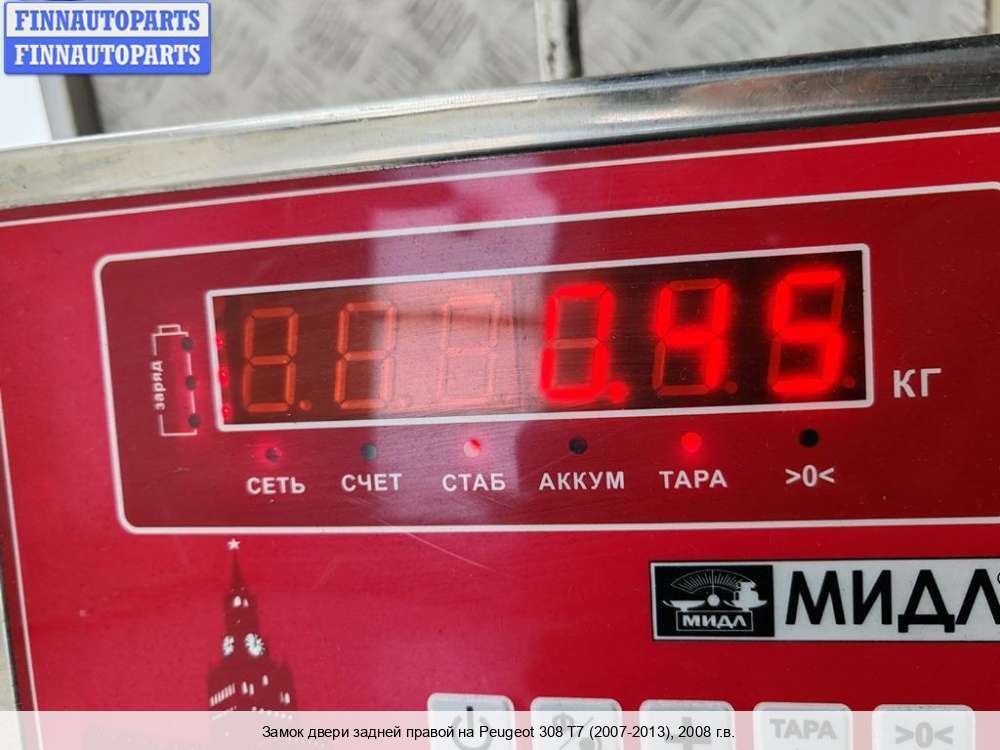 FINNAUTOPARTS
FINNAUTOPARTS
0.45
КГ
заряд
СЕТЬ СЧЕТ СТАБ АККУМ ТАРА >0<
МИДЛ МИДЛ
ТАРА >0<
Замок двери задней правой на Peugeot 308 T7 (2007-2013), 2008 г.в.